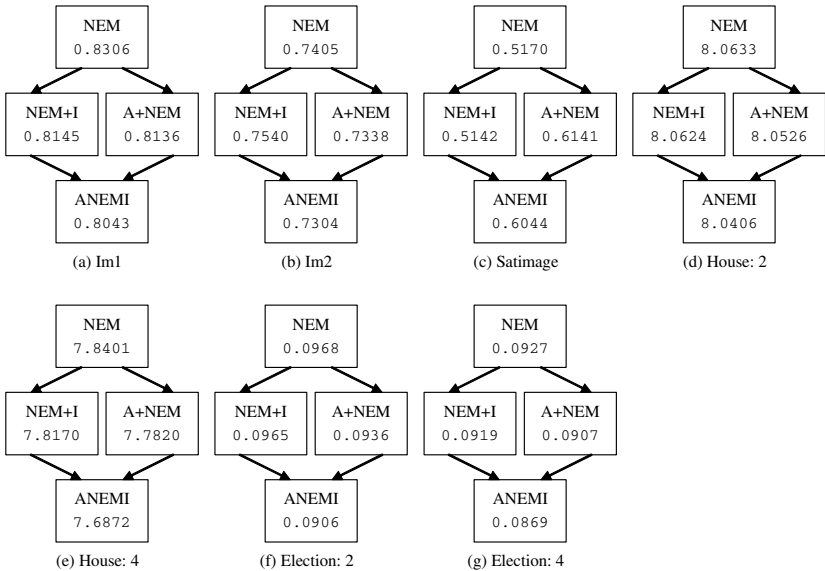 NEM
0.8306
NEM+I
0.8145
A+NEM
0.8136
ANEMI
0.8043
(a) Im1
NEM
0.7405
NEM+I
0.7540
A+NEM
0.7338
ANEMI
0.7304
(b) Im2
NEM
0.5170
NEM+I
0.5142
A+NEM
0.6141
ANEMI
0.6044
(c) Satimage
NEM
8.0633
NEM+I
8.0624
A+NEM
8.0526
ANEMI
8.0406
(d) House: 2
NEM
7.8401
NEM+I
7.8170
A+NEM
7.7820
ANEMI
7.6872
(e) House: 4
NEM
0.0968
NEM+I
0.0965
A+NEM
0.0936
ANEMI
0.0906
(f) Election: 2
NEM
0.0927
NEM+I
0.0919
A+NEM
0.0907
ANEMI
0.0869
(g) Election: 4